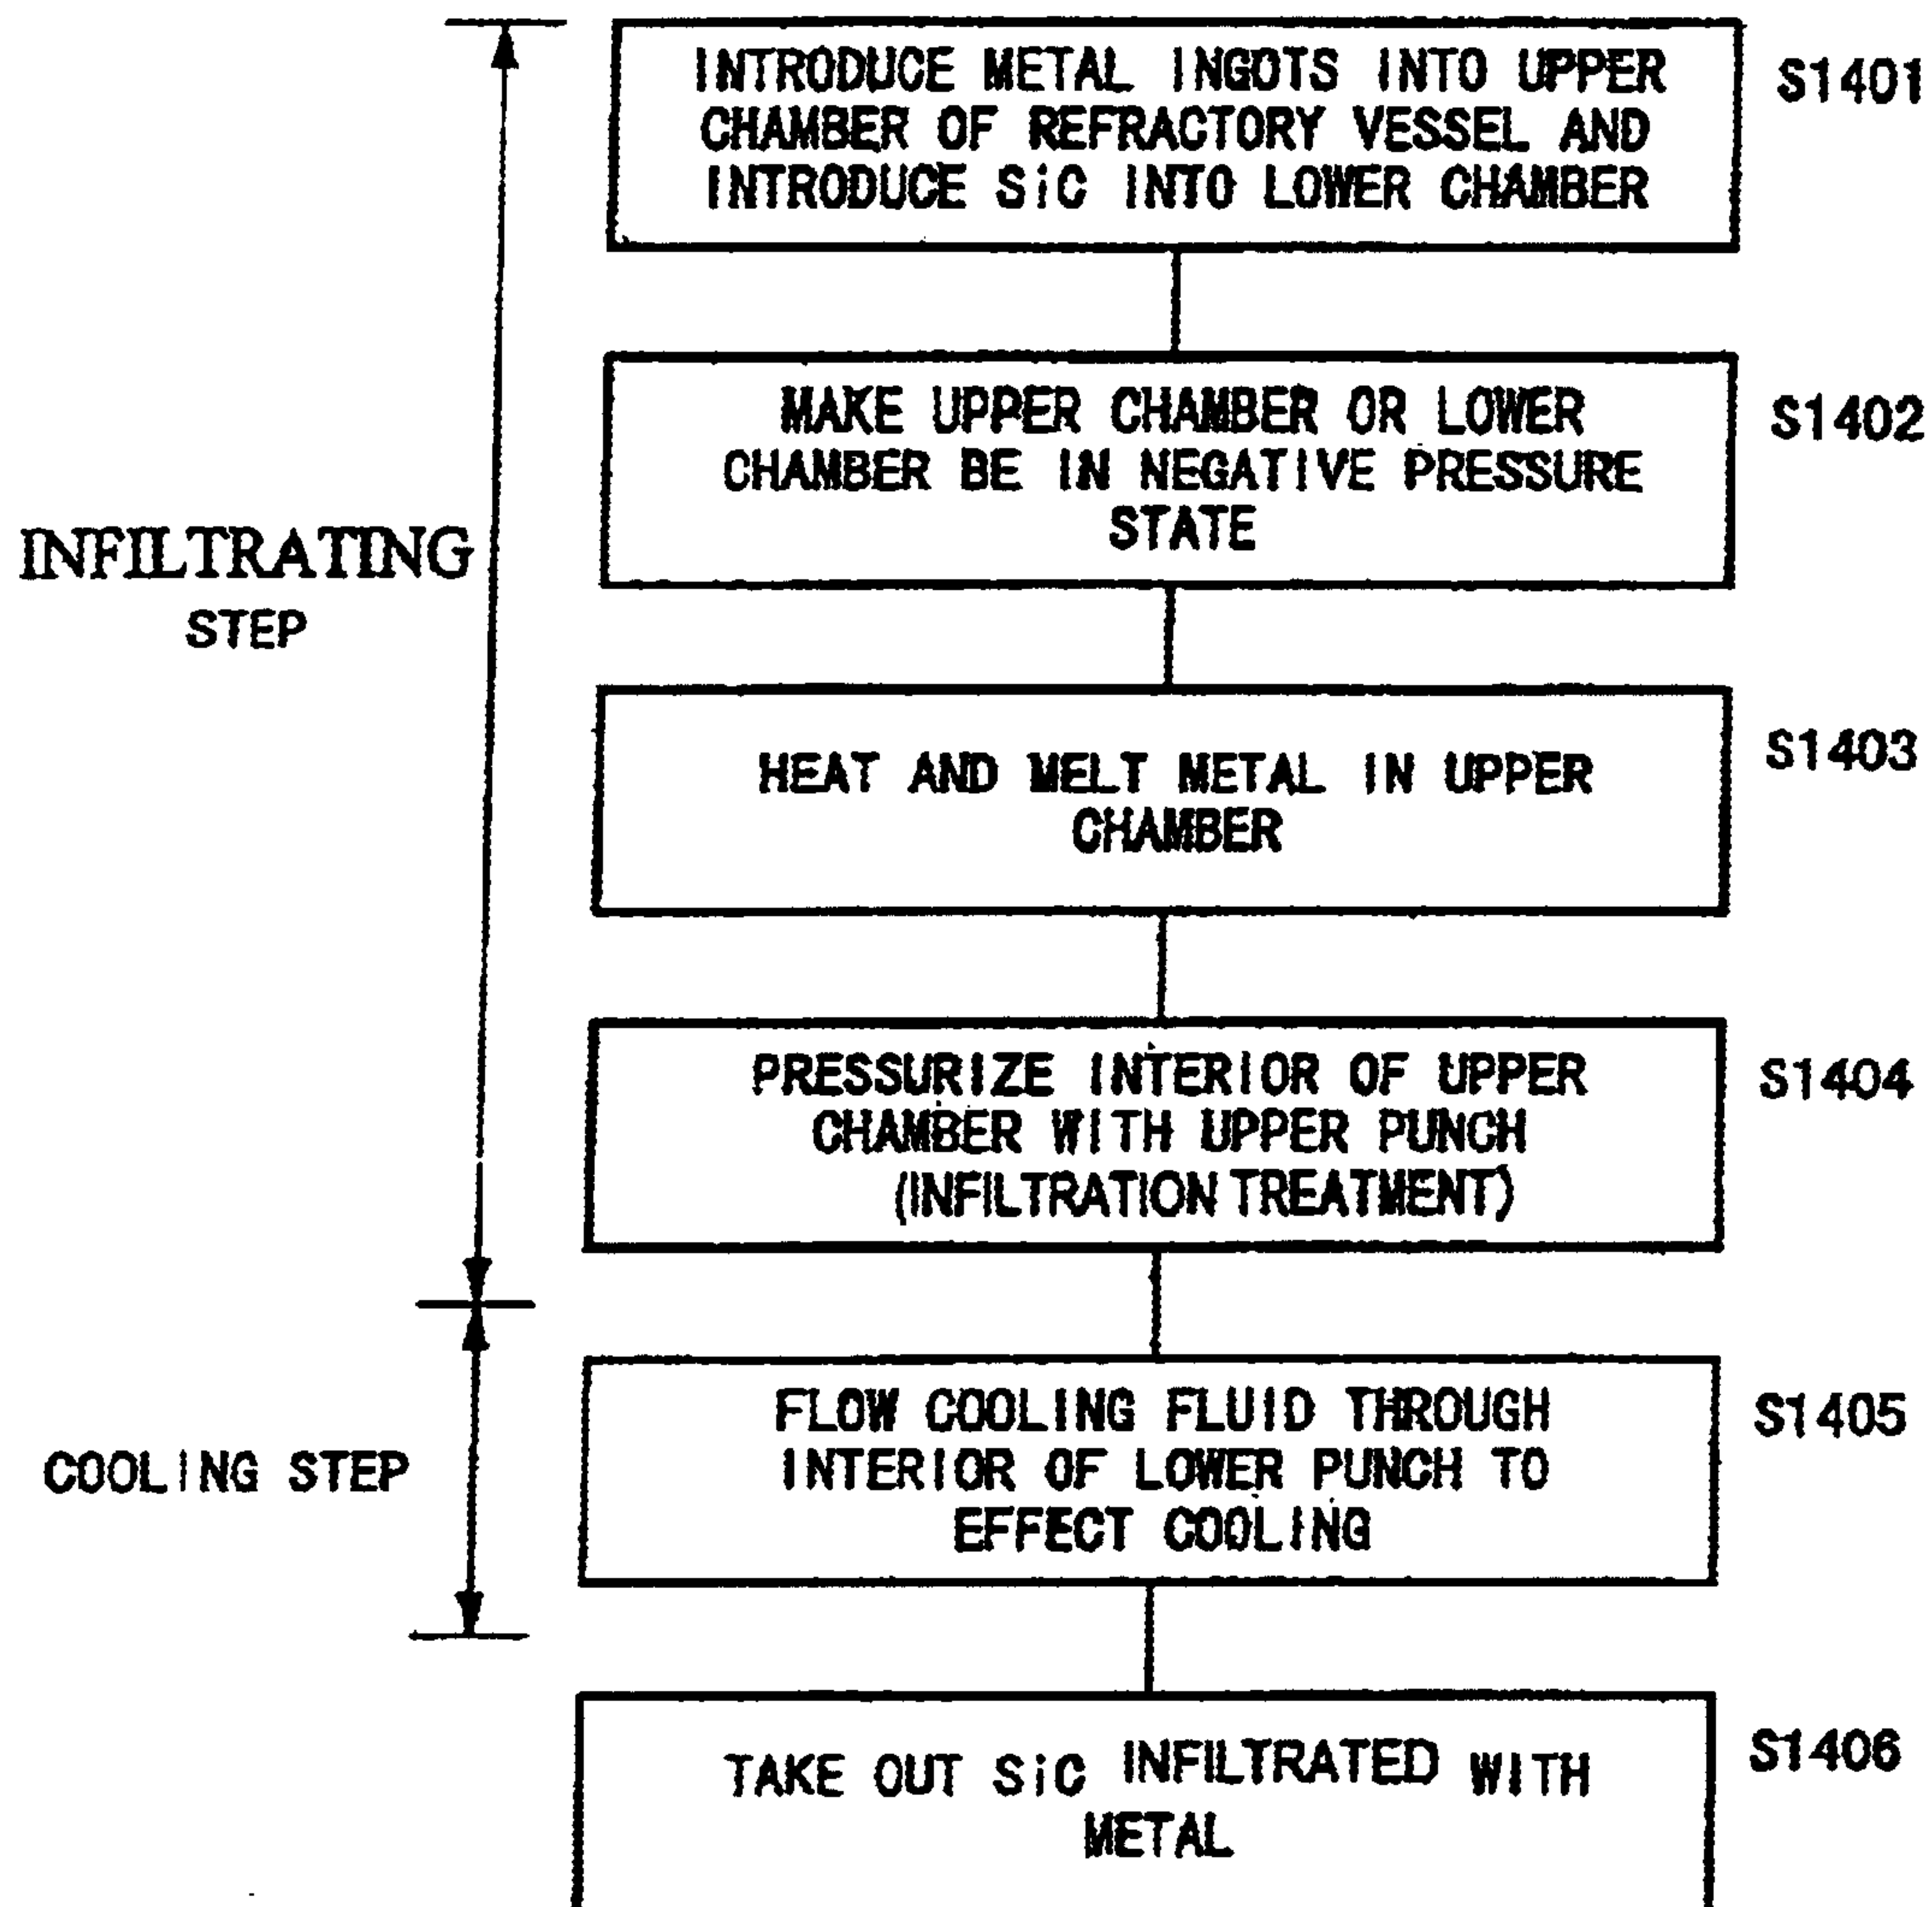 INTRODUCE METAL INGOTS INTO UPPER
CHAMBER OF REFRACTORY VESSEL AND
INTRODUCE SiC INTO LOWER CHAMBER
S1401
MAKE UPPER CHAMBER OR LOWER
CHAMBER BE IN NEGATIVE PRESSURE
STATE
S1402
INFILTRATING
STEP
HEAT AND MELT METAL IN UPPER
CHAMBER
S1403
PRESSURIZE INTERIOR OF UPPER
CHAMBER WITH UPPER PUNCH
(INFILTRATION TREATMENT)
S1404
FLOW COOLING FLUID THROUGH
INTERIOR OF LOWER PUNCH TO
EFFECT COOLING
S1405
COOLING STEP
TAKE OUT SiC INFILTRATED WITH
METAL
S1406